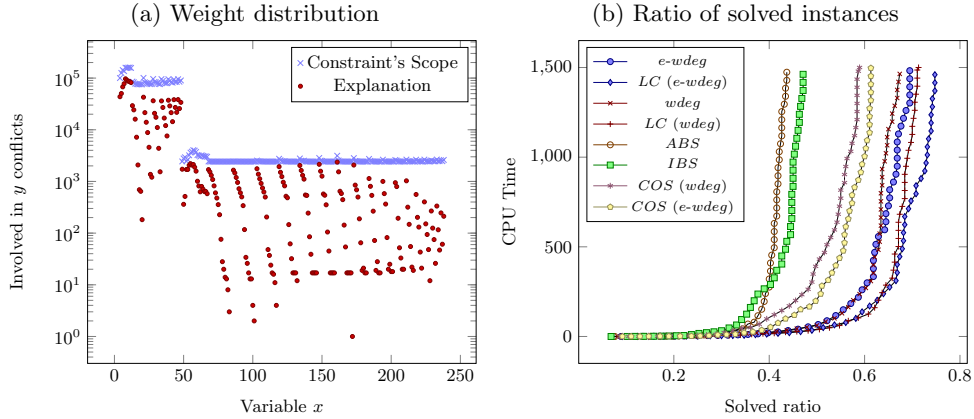 (a) Weight distribution
Constraint's Scope
Explanation
10^5
10^4
10^3
10^2
10^1
10^0
0 50 100 150 200 250
Involved in y conflicts
Variable x
(b) Ratio of solved instances
e-wdeg
LC (e-wdeg)
wdeg
LC (wdeg)
ABS
IBS
COS (wdeg)
COS (e-wdeg)
1,500
1,000
500
0
0.2 0.4 0.6 0.8
CPU Time
Solved ratio